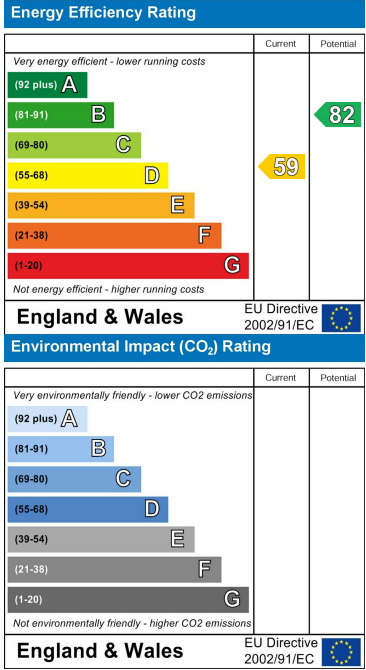 Energy Efficiency Rating
Current Potential
Very energy efficient - lower running costs
(92 plus) A
(81-91) B
82
(69-80) C
(55-68) D
59
(39-54) E
(21-38) F
(1-20) G
Not energy efficient - higher running costs
England & Wales
EU Directive
2002/91/EC
Environmental Impact (CO₂) Rating
Current Potential
Very environmentally friendly - lower CO2 emissions
(92 plus) A
(81-91) B
(69-80) C
(55-68) D
(39-54) E
(21-38) F
(1-20) G
Not environmentally friendly - higher CO2 emissions
England & Wales
EU Directive
2002/91/EC